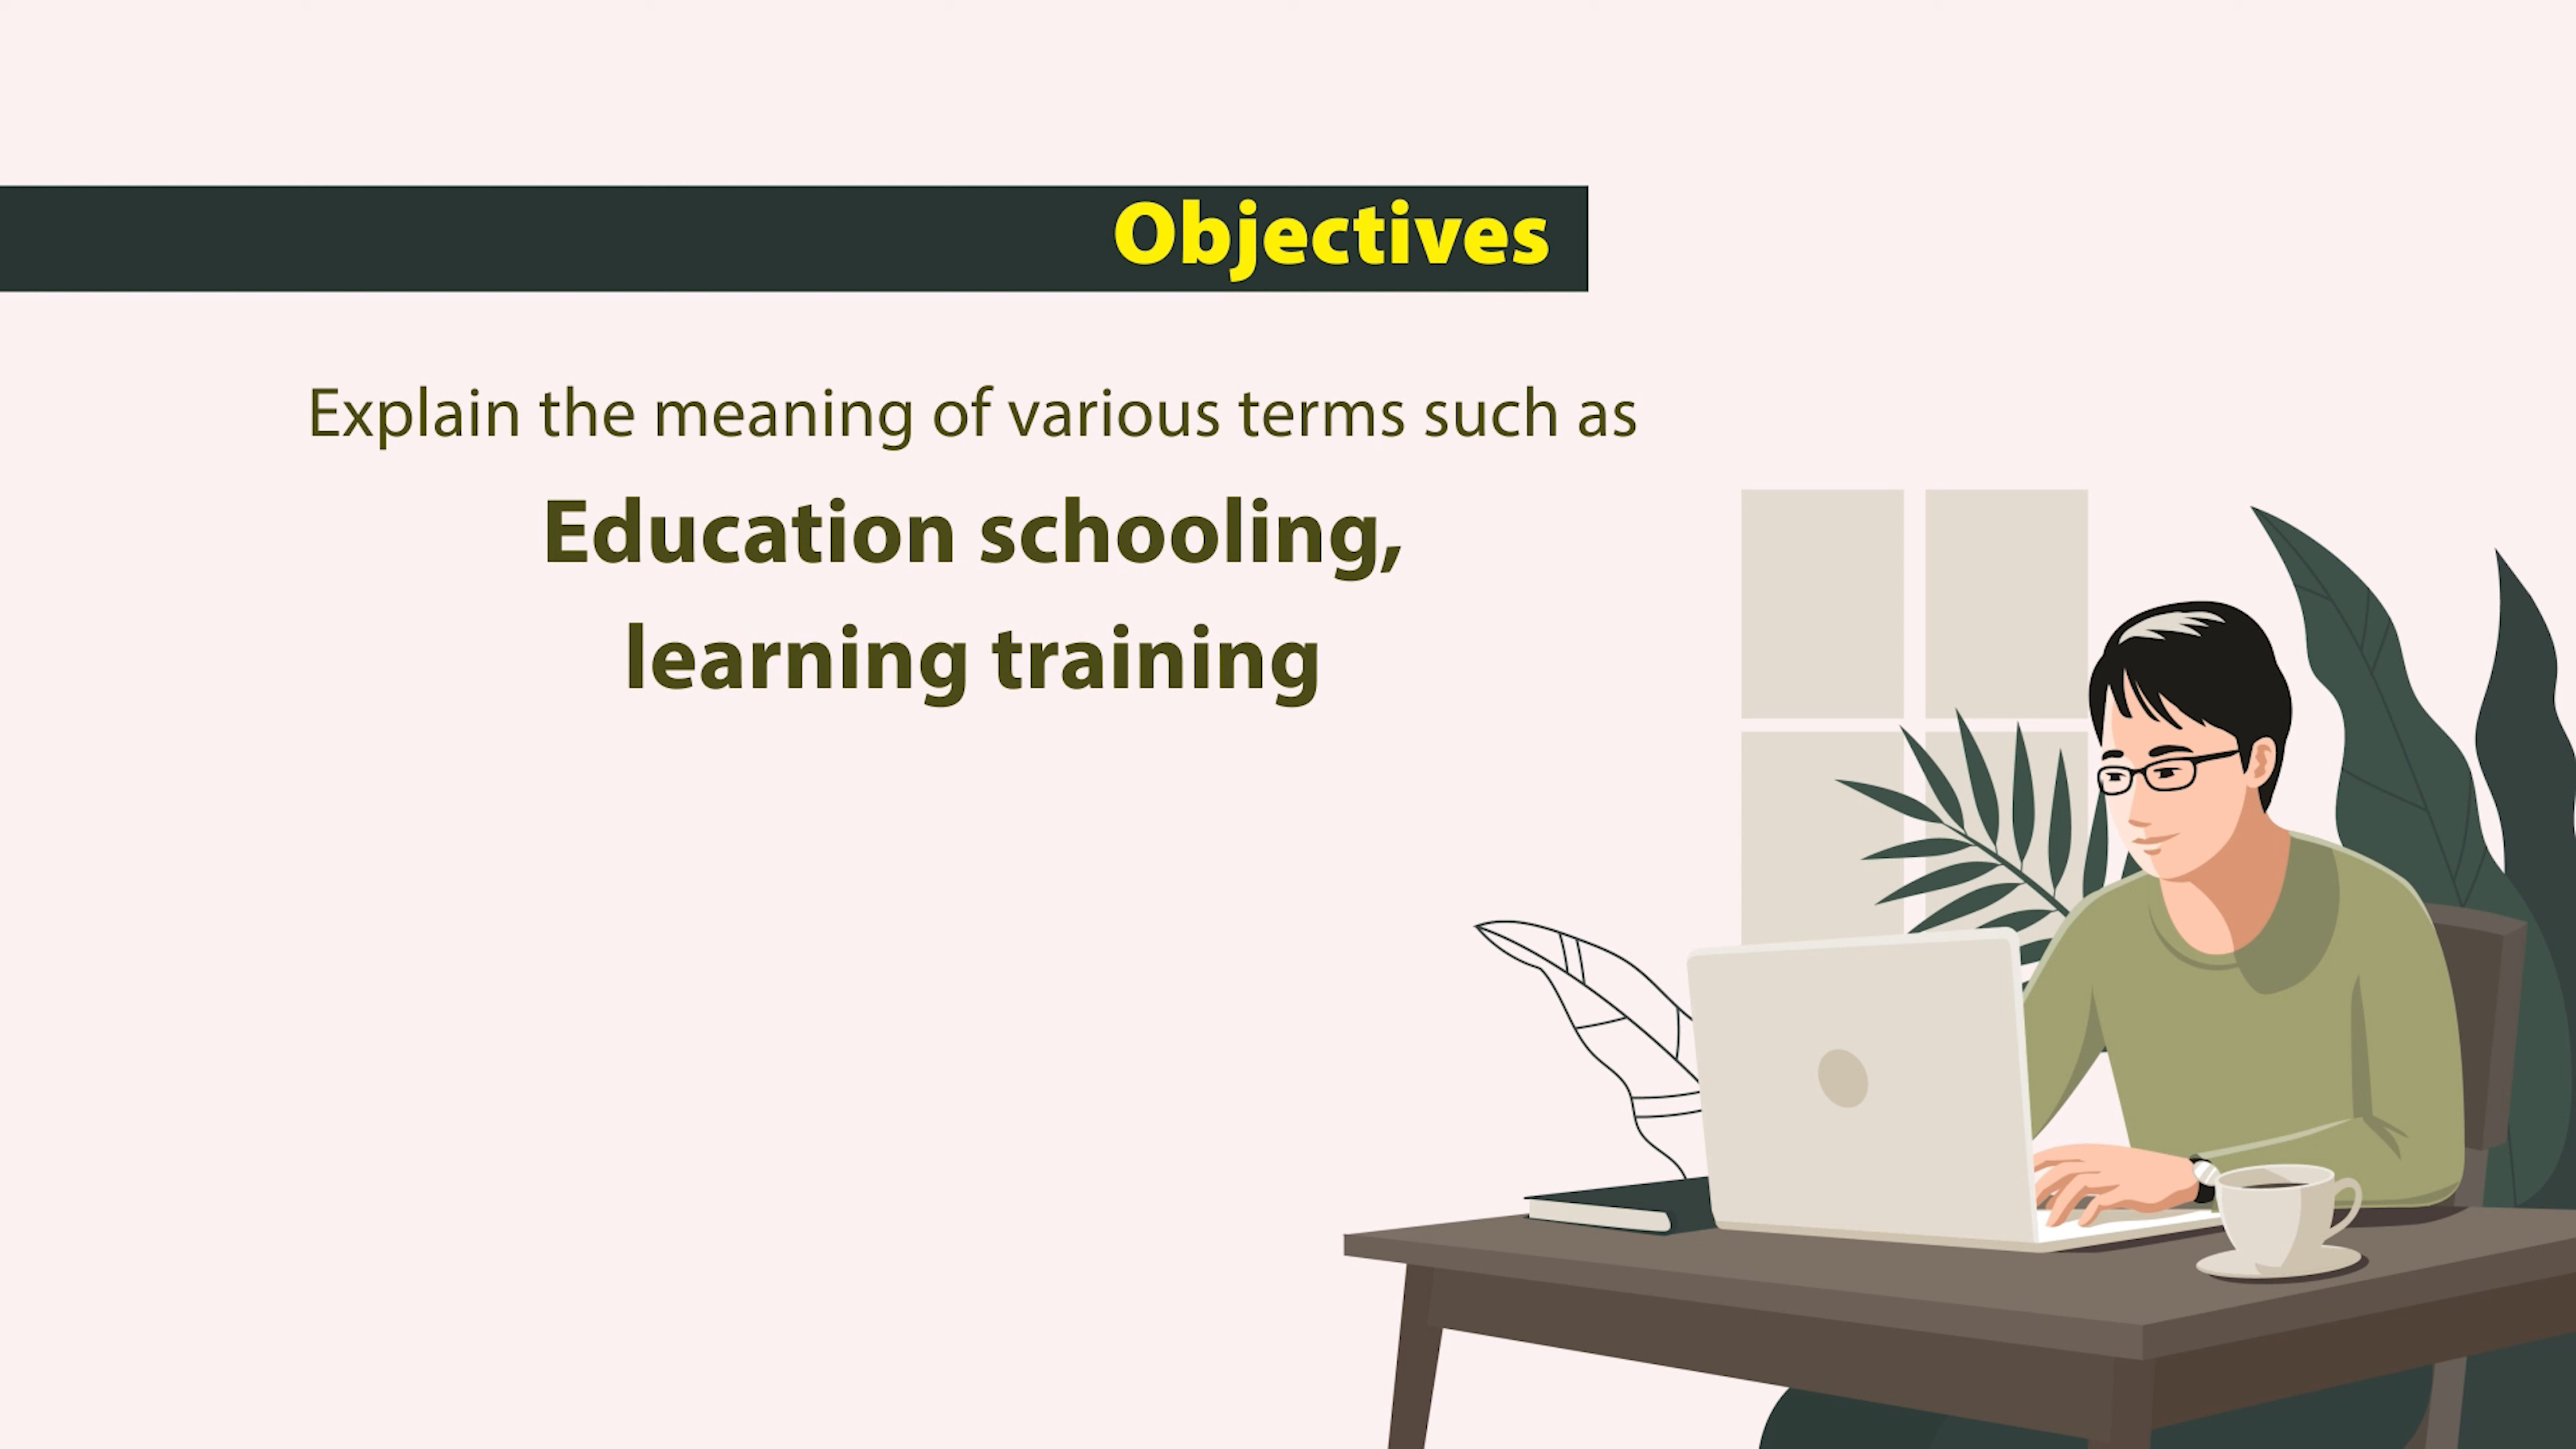 Objectives
Explain the meaning of various terms such as
Education schooling,
learning training